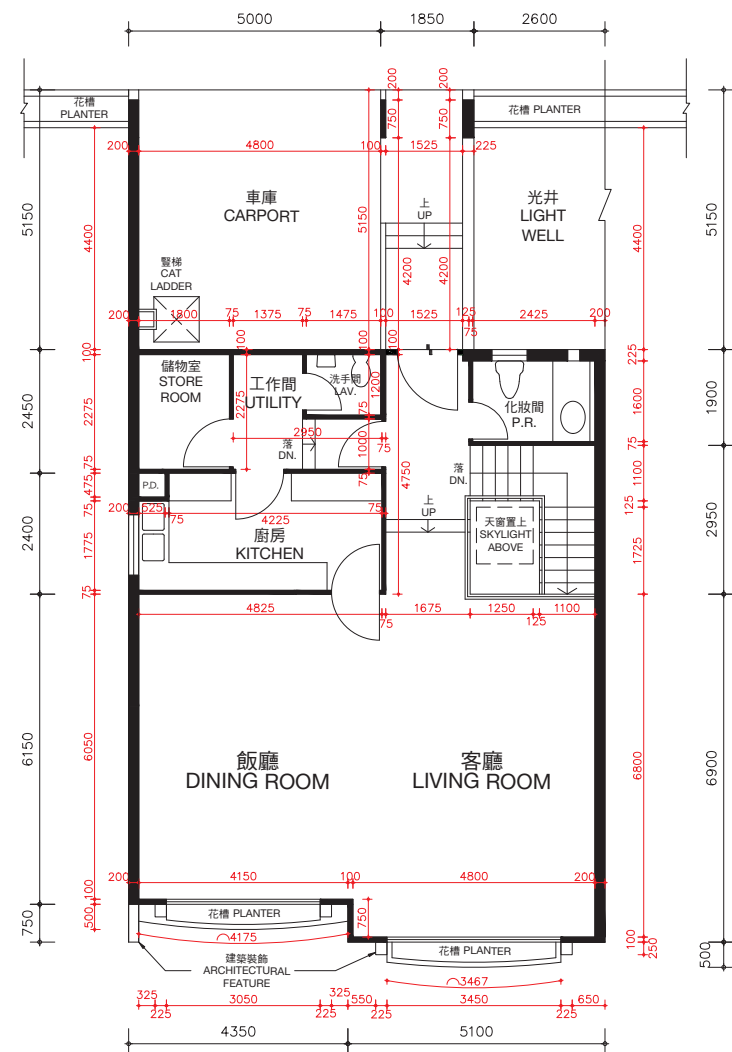 5000
1850
2600
花槽
PLANTER
花槽 PLANTER
200
200
750
750
200
4800
100
1525
225
車庫
CARPORT
上
UP
光井
LIGHT
WELL
5150
5150
5150
4400
4400
4200
4200
豎梯
CAT
LADDER
200
1800
75
1375
75
1475
100
1525
125
75
2425
200
100
100
100
100
225
儲物室
STORE
ROOM
工作間
UTILITY
洗手間
LAV.
化妝間
P.R.
2450
2275
2275
1200
75
1600
1900
2950
75
落
DN.
1000
75
落
DN.
75
75
475
P.D.
4750
1100
200
525
75
4225
75
上
UP
天窗置上
SKYLIGHT
ABOVE
125
廚房
KITCHEN
2400
75
1775
1725
2950
75
4825
75
1675
1250
125
1100
飯廳
DINING ROOM
客廳
LIVING ROOM
6150
6050
6800
6900
200
4150
100
4800
200
100
500
750
750
花槽 PLANTER
4175
花槽 PLANTER
100
250
500
建築裝飾
ARCHITECTURAL
FEATURE
3467
325
225
3050
225
325
550
225
3450
225
650
4350
5100